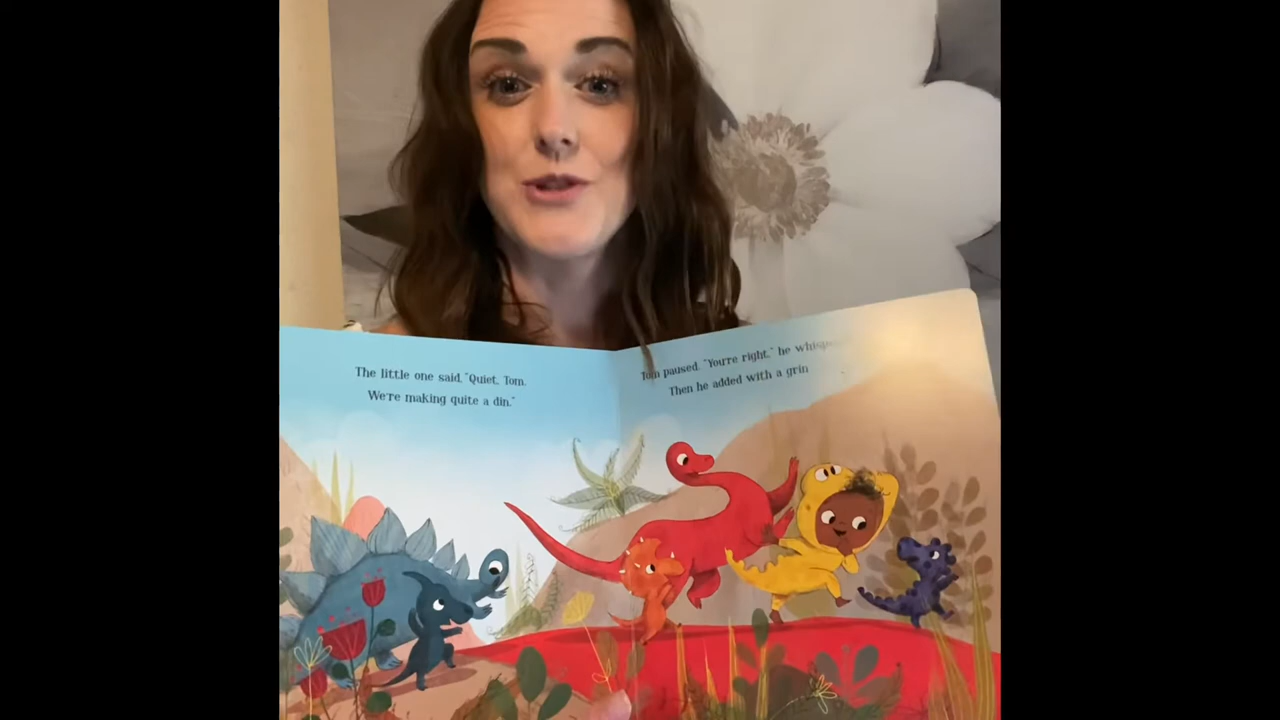 The little one said, "Quiet, Tom.
We're making quite a din."
Tom paused. "You're right," he
Then he added with a grin